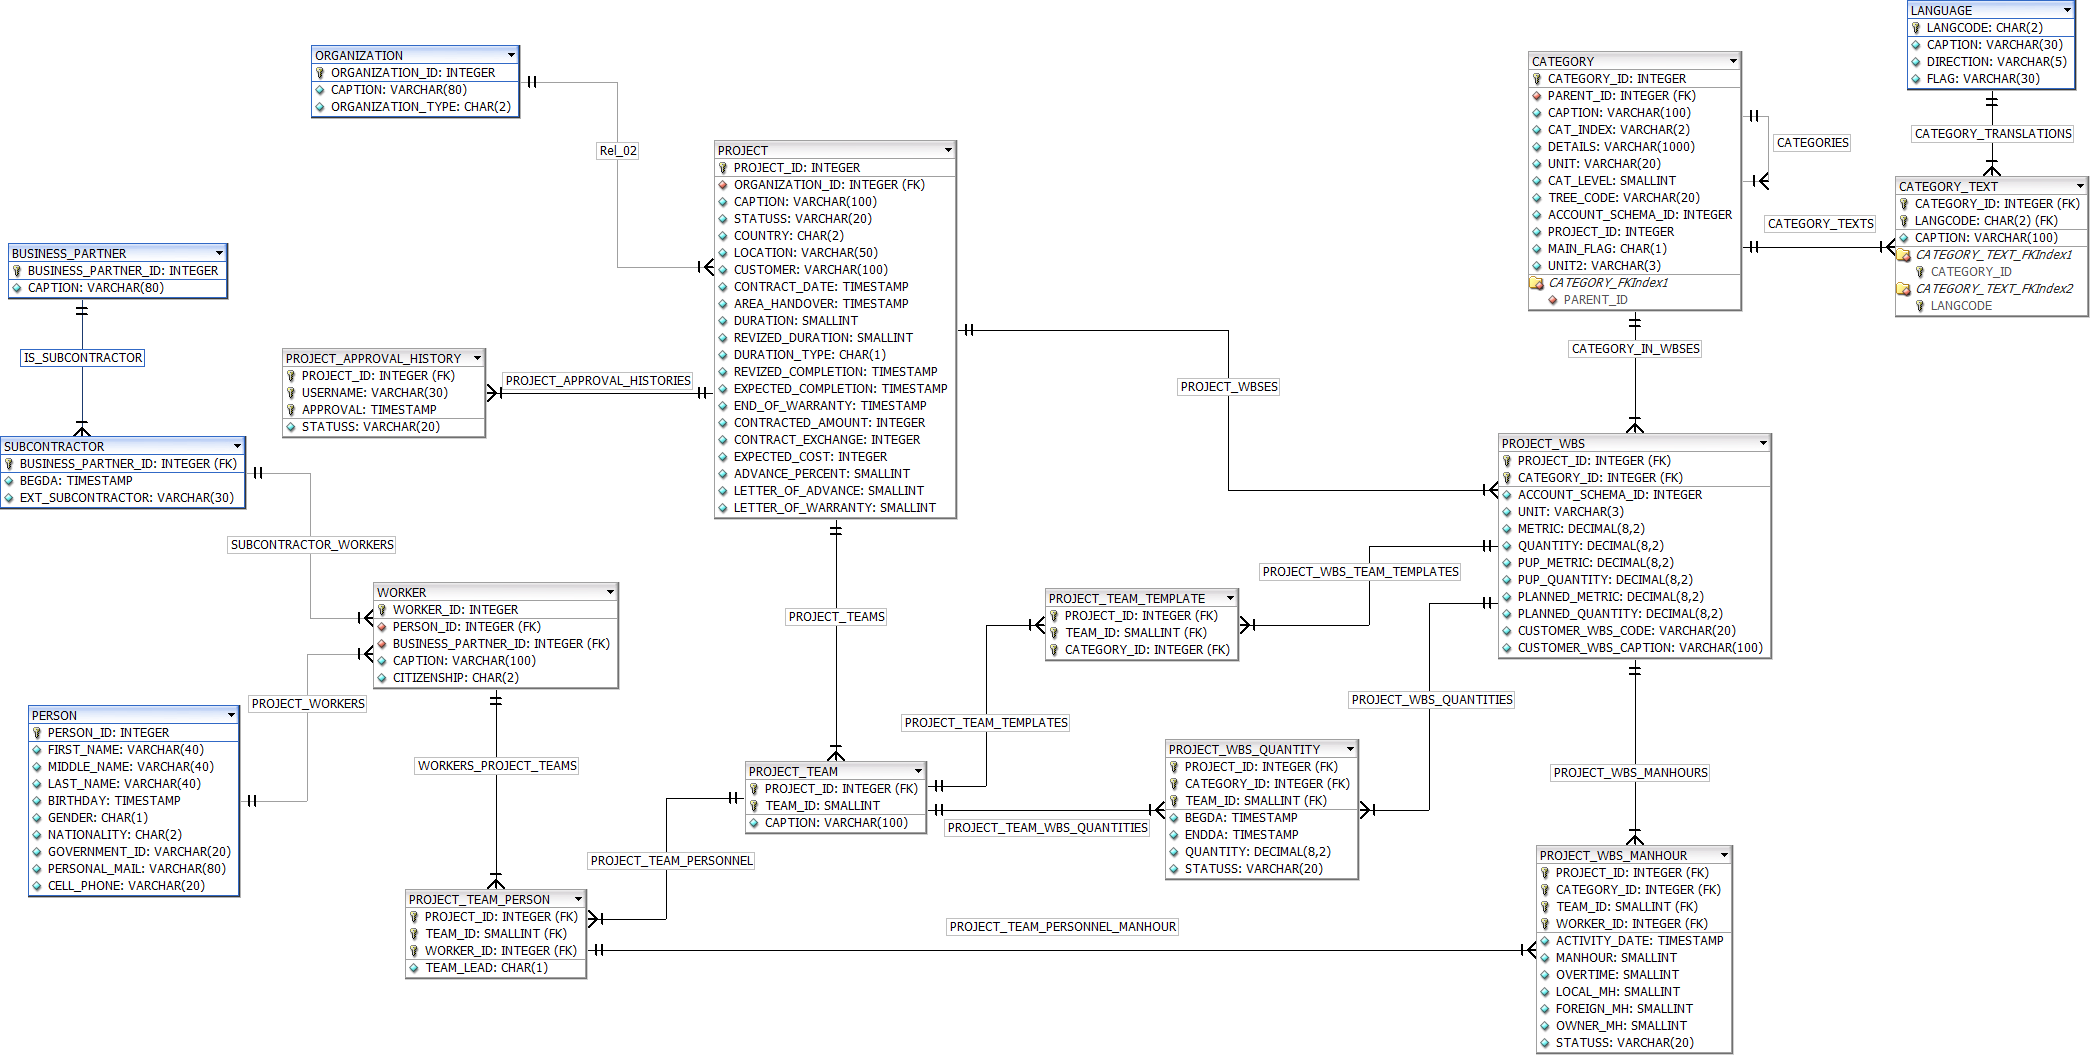 ORGANIZATION
ORGANIZATION_ID: INTEGER
CAPTION: VARCHAR(80)
ORGANIZATION_TYPE: CHAR(2)
Rel_02
BUSINESS_PARTNER
BUSINESS_PARTNER_ID: INTEGER
CAPTION: VARCHAR(80)
IS_SUBCONTRACTOR
SUBCONTRACTOR
BUSINESS_PARTNER_ID: INTEGER (FK)
BEGDA: TIMESTAMP
EXT_SUBCONTRACTOR: VARCHAR(30)
SUBCONTRACTOR_WORKERS
PROJECT_APPROVAL_HISTORY
PROJECT_ID: INTEGER (FK)
USERNAME: VARCHAR(30)
APPROVAL: TIMESTAMP
STATUSS: VARCHAR(20)
PROJECT_APPROVAL_HISTORIES
PROJECT
PROJECT_ID: INTEGER
ORGANIZATION_ID: INTEGER (FK)
CAPTION: VARCHAR(100)
STATUSS: VARCHAR(20)
COUNTRY: CHAR(2)
LOCATION: VARCHAR(50)
CUSTOMER: VARCHAR(100)
CONTRACT_DATE: TIMESTAMP
AREA_HANDOVER: TIMESTAMP
DURATION: SMALLINT
REVIZED_DURATION: SMALLINT
DURATION_TYPE: CHAR(1)
REVIZED_COMPLETION: TIMESTAMP
EXPECTED_COMPLETION: TIMESTAMP
END_OF_WARRANTY: TIMESTAMP
CONTRACTED_AMOUNT: INTEGER
CONTRACT_EXCHANGE: INTEGER
EXPECTED_COST: INTEGER
ADVANCE_PERCENT: SMALLINT
LETTER_OF_ADVANCE: SMALLINT
LETTER_OF_WARRANTY: SMALLINT
PROJECT_WBSES
PROJECT_TEAMS
CATEGORY
CATEGORY_ID: INTEGER
PARENT_ID: INTEGER (FK)
CAPTION: VARCHAR(100)
CAT_INDEX: VARCHAR(2)
DETAILS: VARCHAR(1000)
UNIT: VARCHAR(20)
CAT_LEVEL: SMALLINT
TREE_CODE: VARCHAR(20)
ACCOUNT_SCHEMA_ID: INTEGER
PROJECT_ID: INTEGER
MAIN_FLAG: CHAR(1)
UNIT2: VARCHAR(3)
CATEGORY_FKIndex1
PARENT_ID
CATEGORIES
CATEGORY_TEXTS
CATEGORY_IN_WBSES
LANGUAGE
LANGCODE: CHAR(2)
CAPTION: VARCHAR(30)
DIRECTION: VARCHAR(5)
FLAG: VARCHAR(30)
CATEGORY_TRANSLATIONS
CATEGORY_TEXT
CATEGORY_ID: INTEGER (FK)
LANGCODE: CHAR(2) (FK)
CAPTION: VARCHAR(100)
CATEGORY_TEXT_FKIndex1
CATEGORY_ID
CATEGORY_TEXT_FKIndex2
LANGCODE
PROJECT_WBS
PROJECT_ID: INTEGER (FK)
CATEGORY_ID: INTEGER (FK)
ACCOUNT_SCHEMA_ID: INTEGER
UNIT: VARCHAR(3)
METRIC: DECIMAL(8,2)
QUANTITY: DECIMAL(8,2)
PUP_METRIC: DECIMAL(8,2)
PUP_QUANTITY: DECIMAL(8,2)
PLANNED_METRIC: DECIMAL(8,2)
PLANNED_QUANTITY: DECIMAL(8,2)
CUSTOMER_WBS_CODE: VARCHAR(20)
CUSTOMER_WBS_CAPTION: VARCHAR(100)
PROJECT_WBS_TEAM_TEMPLATES
PROJECT_WBS_QUANTITIES
PROJECT_WBS_MANHOURS
WORKER
WORKER_ID: INTEGER
PERSON_ID: INTEGER (FK)
BUSINESS_PARTNER_ID: INTEGER (FK)
CAPTION: VARCHAR(100)
CITIZENSHIP: CHAR(2)
PROJECT_WORKERS
WORKERS_PROJECT_TEAMS
PERSON
PERSON_ID: INTEGER
FIRST_NAME: VARCHAR(40)
MIDDLE_NAME: VARCHAR(40)
LAST_NAME: VARCHAR(40)
BIRTHDAY: TIMESTAMP
GENDER: CHAR(1)
NATIONALITY: CHAR(2)
GOVERNMENT_ID: VARCHAR(20)
PERSONAL_MAIL: VARCHAR(80)
CELL_PHONE: VARCHAR(20)
PROJECT_TEAM_TEMPLATE
PROJECT_ID: INTEGER (FK)
TEAM_ID: SMALLINT (FK)
CATEGORY_ID: INTEGER (FK)
PROJECT_TEAM_TEMPLATES
PROJECT_TEAM
PROJECT_ID: INTEGER (FK)
TEAM_ID: SMALLINT
CAPTION: VARCHAR(100)
PROJECT_TEAM_WBS_QUANTITIES
PROJECT_TEAM_PERSONNEL
PROJECT_WBS_QUANTITY
PROJECT_ID: INTEGER (FK)
CATEGORY_ID: INTEGER (FK)
TEAM_ID: SMALLINT (FK)
BEGDA: TIMESTAMP
ENDDA: TIMESTAMP
QUANTITY: DECIMAL(8,2)
STATUSS: VARCHAR(20)
PROJECT_TEAM_PERSON
PROJECT_ID: INTEGER (FK)
TEAM_ID: SMALLINT (FK)
WORKER_ID: INTEGER (FK)
TEAM_LEAD: CHAR(1)
PROJECT_TEAM_PERSONNEL_MANHOUR
PROJECT_WBS_MANHOUR
PROJECT_ID: INTEGER (FK)
CATEGORY_ID: INTEGER (FK)
TEAM_ID: SMALLINT (FK)
WORKER_ID: INTEGER (FK)
ACTIVITY_DATE: TIMESTAMP
MANHOUR: SMALLINT
OVERTIME: SMALLINT
LOCAL_MH: SMALLINT
FOREIGN_MH: SMALLINT
OWNER_MH: SMALLINT
STATUSS: VARCHAR(20)